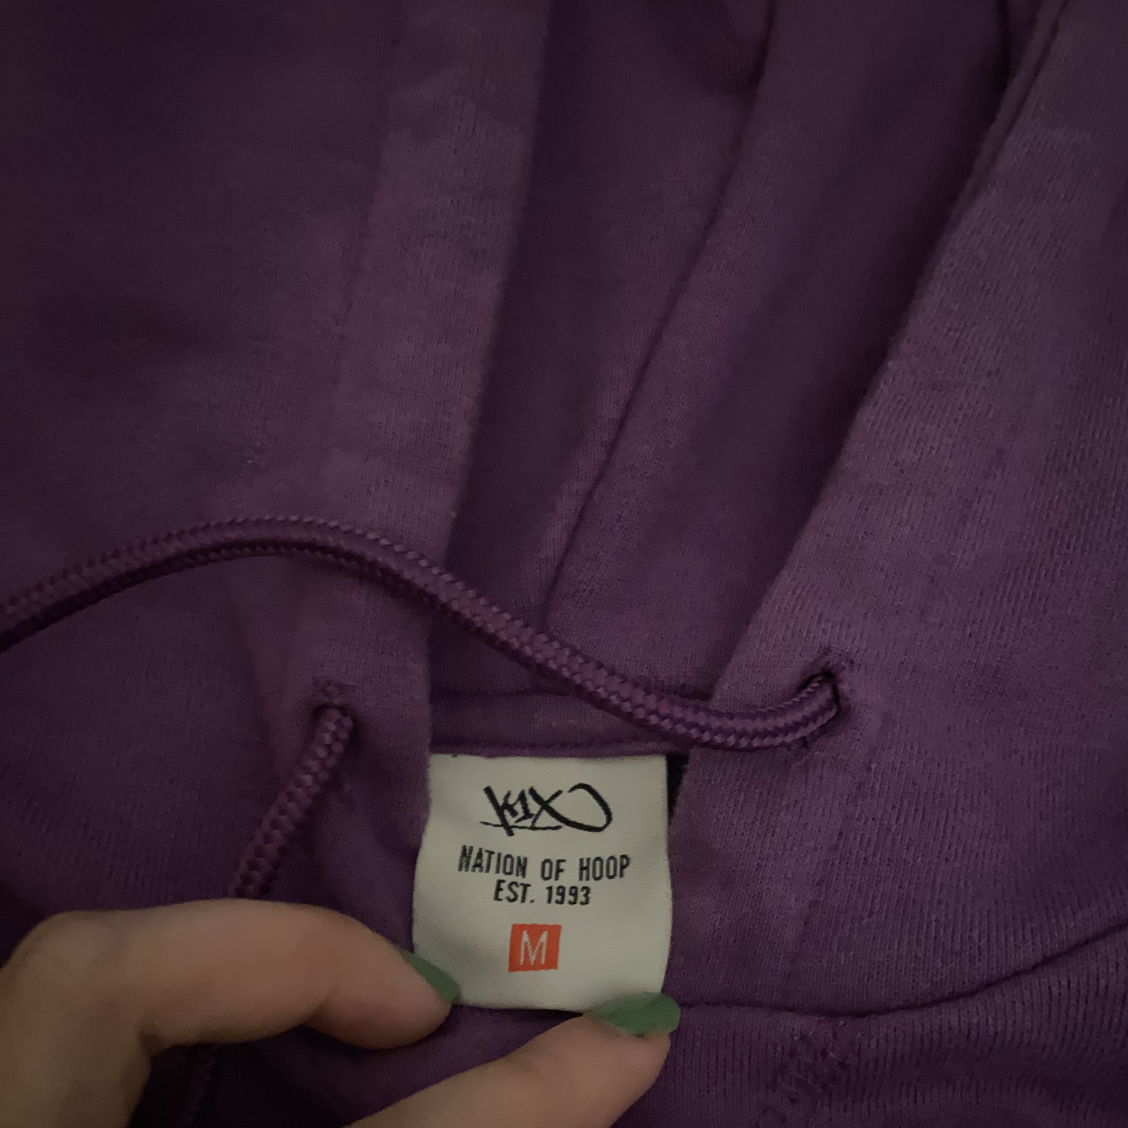 K1X
NATION OF HOOP
EST. 1993
M